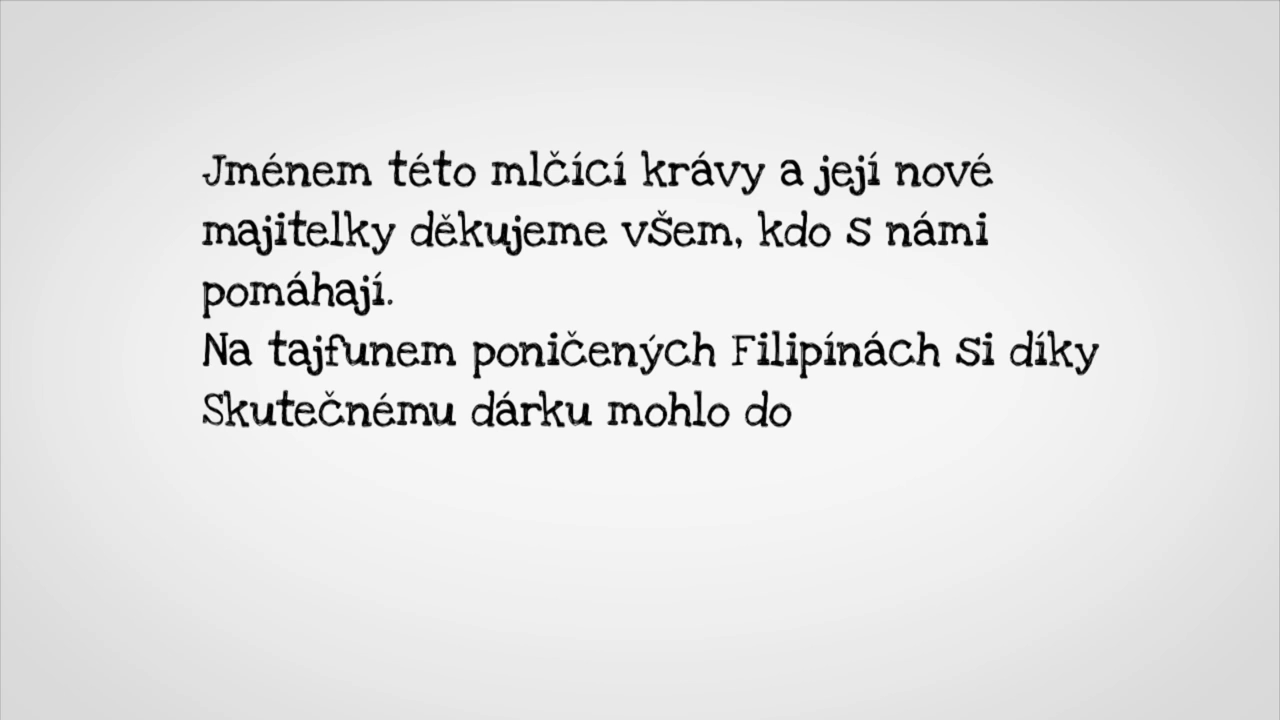 Jménem této mlčící krávy a její nové
majitelky děkujeme všem, kdo s námi
pomáhají.
Na tajfunem poničených Filipínách si díky
Skutečnému dárku mohlo do